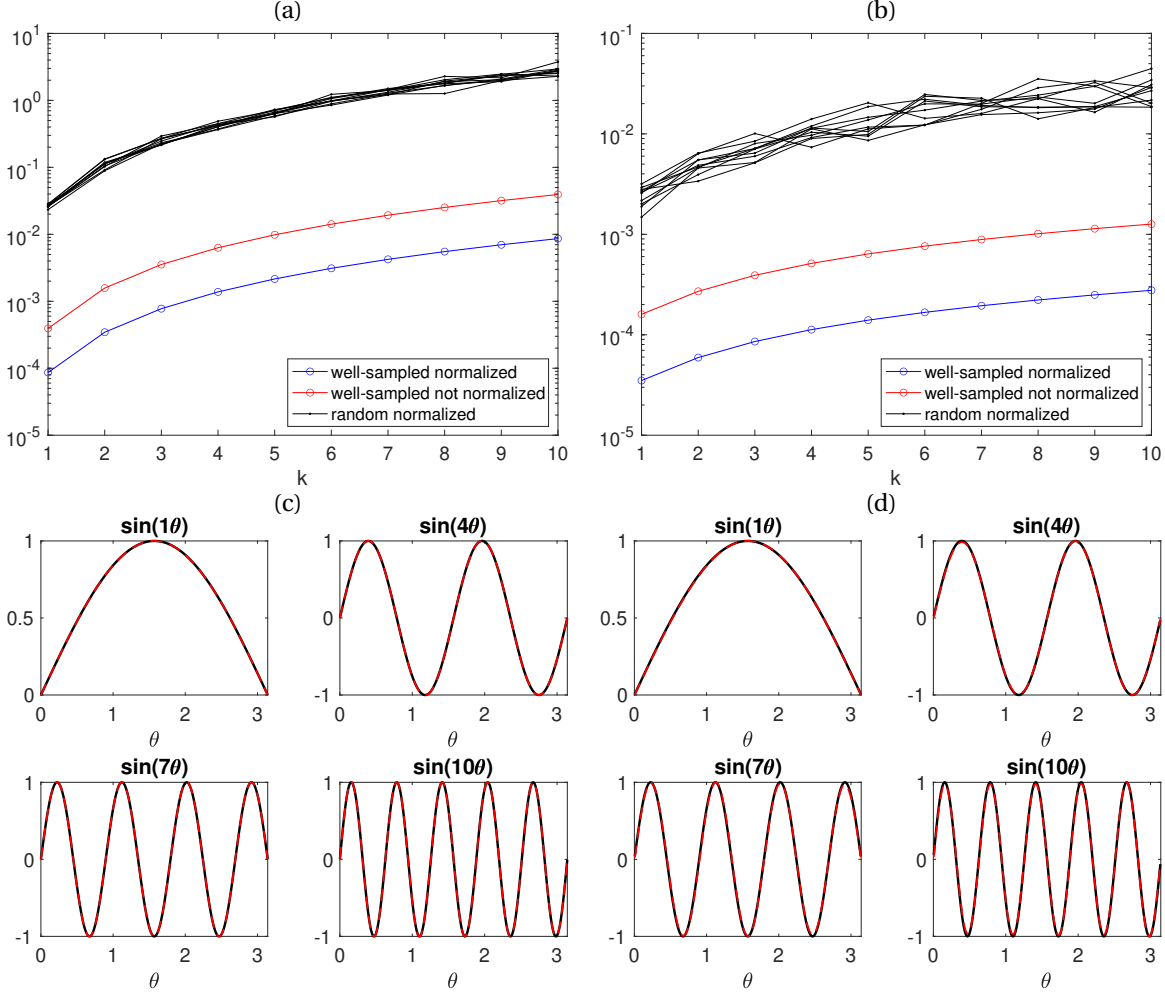 (a)
10^1
10^0
10^-1
10^-2
10^-3
10^-4
10^-5
1 2 3 4 5 6 7 8 9 10
k
well-sampled normalized
well-sampled not normalized
random normalized
(b)
10^0
10^-1
10^-2
10^-3
10^-4
10^-5
1 2 3 4 5 6 7 8 9 10
k
well-sampled normalized
well-sampled not normalized
random normalized
(c)
sin(1θ)
1
0.5
0
0 1 2 3
θ
sin(4θ)
1
0
-1
0 1 2 3
θ
sin(7θ)
1
0
-1
0 1 2 3
θ
sin(10θ)
1
0
-1
0 1 2 3
θ
(d)
sin(1θ)
1
0.5
0
0 1 2 3
θ
sin(4θ)
1
0
-1
0 1 2 3
θ
sin(7θ)
1
0
-1
0 1 2 3
θ
sin(10θ)
1
0
-1
0 1 2 3
θ